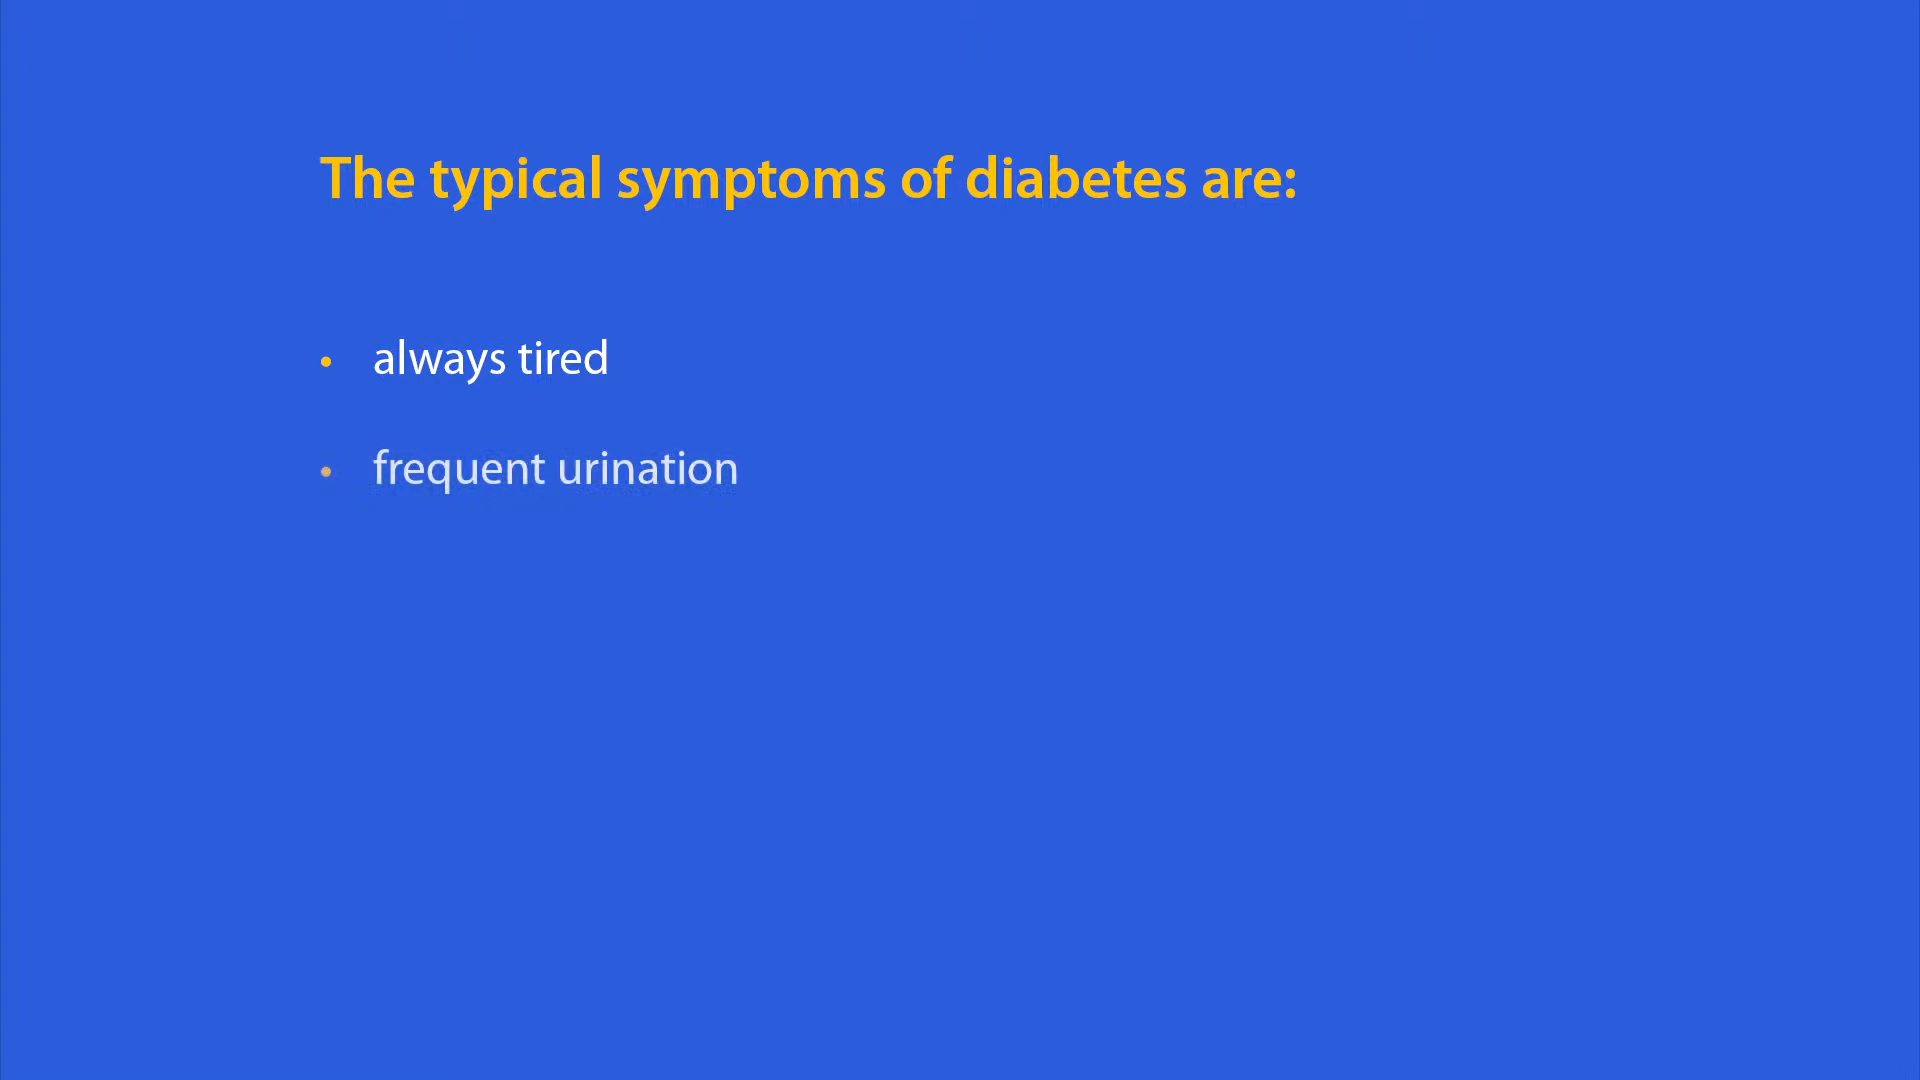 The typical symptoms of diabetes are:
• always tired
• frequent urination